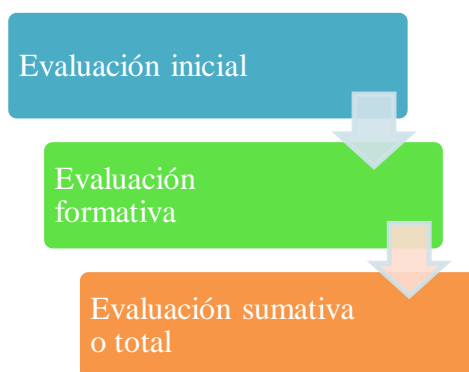 Evaluación inicial
Evaluación
formativa
Evaluación sumativa
o total